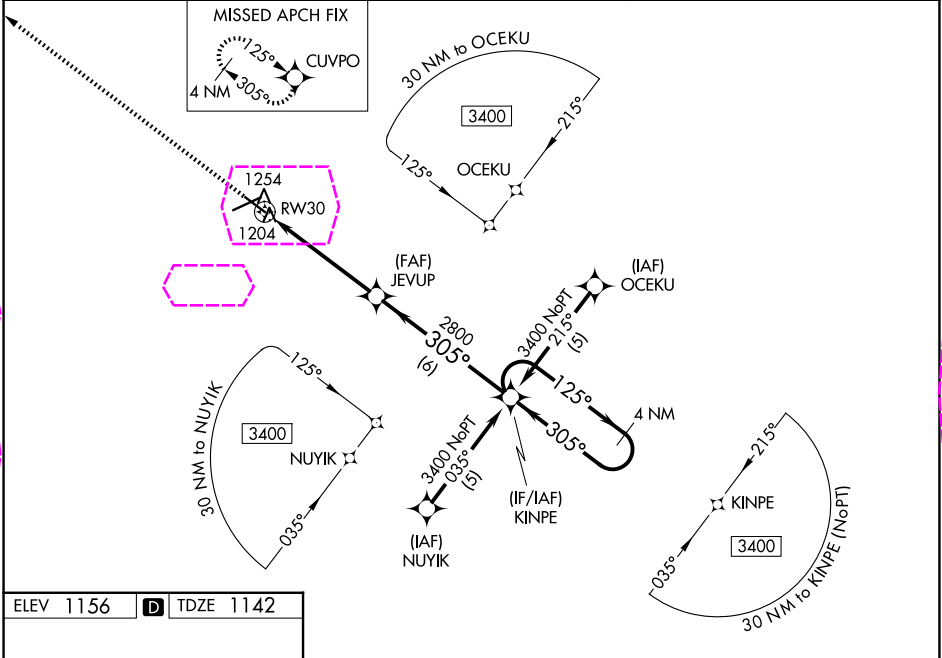 MISSED APCH FIX
125°
CUVPO
305°
4 NM
30 NM to OCEKU
3400
215°
125°
OCEKU
1254
RW30
1204
(FAF)
JEVUP
(IAF)
OCEKU
2800
305°
(6)
3400 NoPT
215°
(5)
125°
4 NM
305°
30 NM to NUYIK
125°
3400
NUYIK
035°
3400 NoPT
035°
(5)
(IF/IAF)
KINPE
(IAF)
NUYIK
215°
KINPE
3400
035°
30 NM to KINPE (NoPT)
ELEV 1156 D TDZE 1142